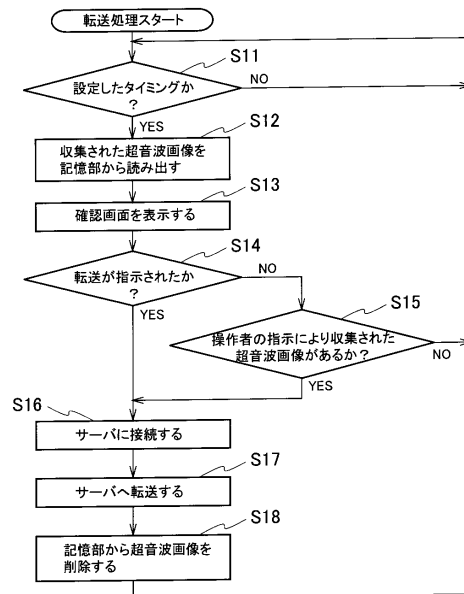 転送処理スタート
S11
設定したタイミングか
?
NO
YES
S12
収集された超音波画像を
記憶部から読み出す
S13
確認画面を表示する
S14
転送が指示されたか
?
NO
YES
S15
操作者の指示により収集された
超音波画像があるか?
NO
YES
S16
サーバに接続する
S17
サーバへ転送する
S18
記憶部から超音波画像を
削除する